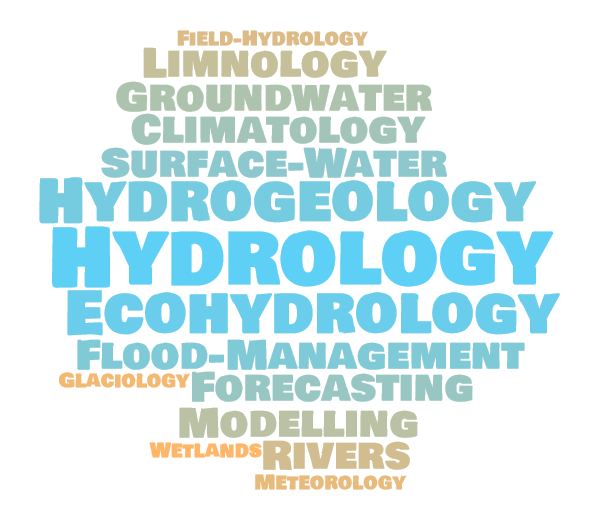 Field-Hydrology
Limnology
Groundwater
Climatology
Surface-Water
Hydrogeology
Hydrology
Ecohydrology
Flood-Management
Glaciology Forecasting
Modelling
Wetlands Rivers
Meteorology